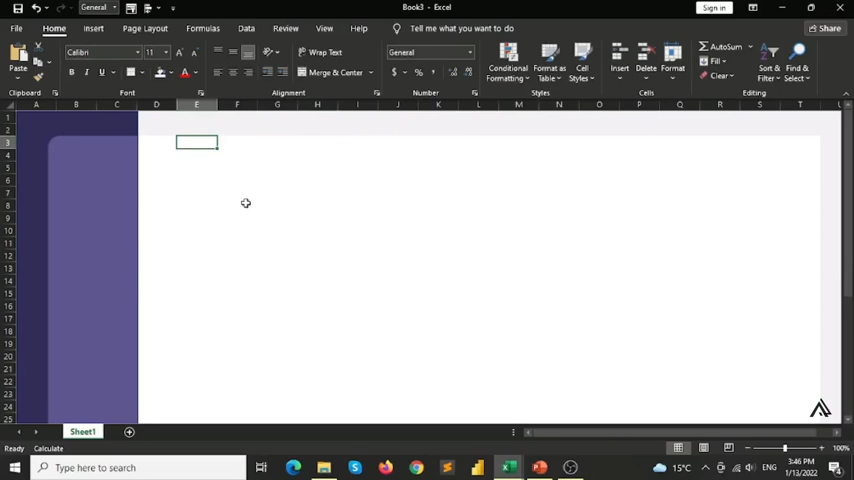 General
Book3 - Excel
Sign in
File Home Insert Page Layout Formulas Data Review View Help Tell me what you want to do Share
Calibri 11 Wrap Text General AutoSum
Paste B I U A Merge & Center $ % , Conditional Formatting Format as Table Cell Styles Insert Delete Format Fill Clear Sort & Filter Find & Select
Clipboard Font Alignment Number Styles Cells Editing
A B C D E F G H I J K L M N O P Q R S T U
1
2
3
4
5
6
7
8
9
10
11
12
13
14
15
16
17
18
19
20
21
22
23
24
25
Sheet1
Ready Calculate 100%
Type here to search 15°C ENG 3:46 PM
1/13/2022 4